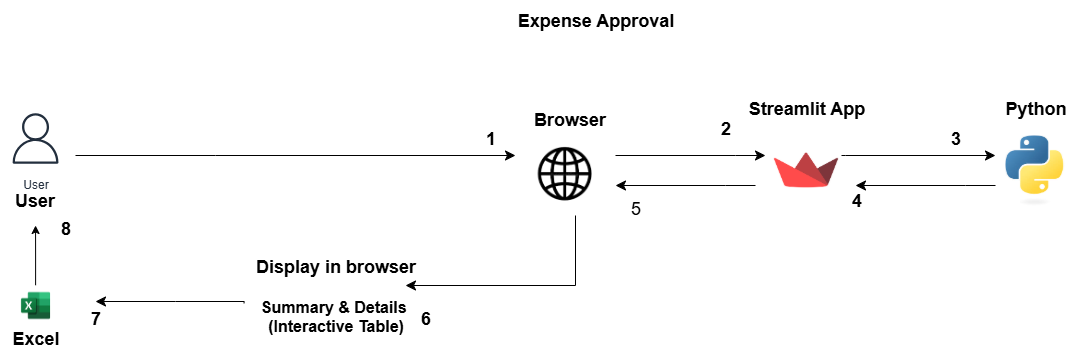 Expense Approval
Streamlit App
Python
Browser
1
2
3
User
User
5
4
8
Display in browser
Summary & Details
(Interactive Table)
6
7
X
Excel